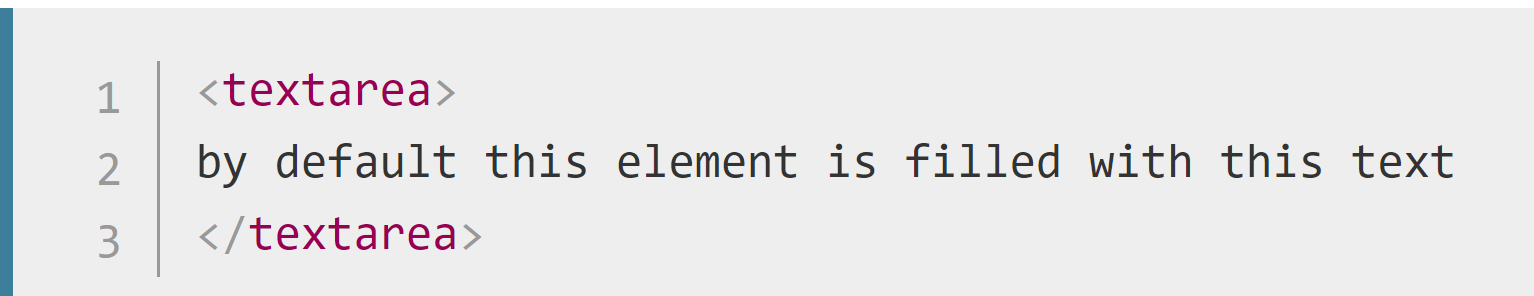 1 <textarea>
2 by default this element is filled with this text
3 </textarea>